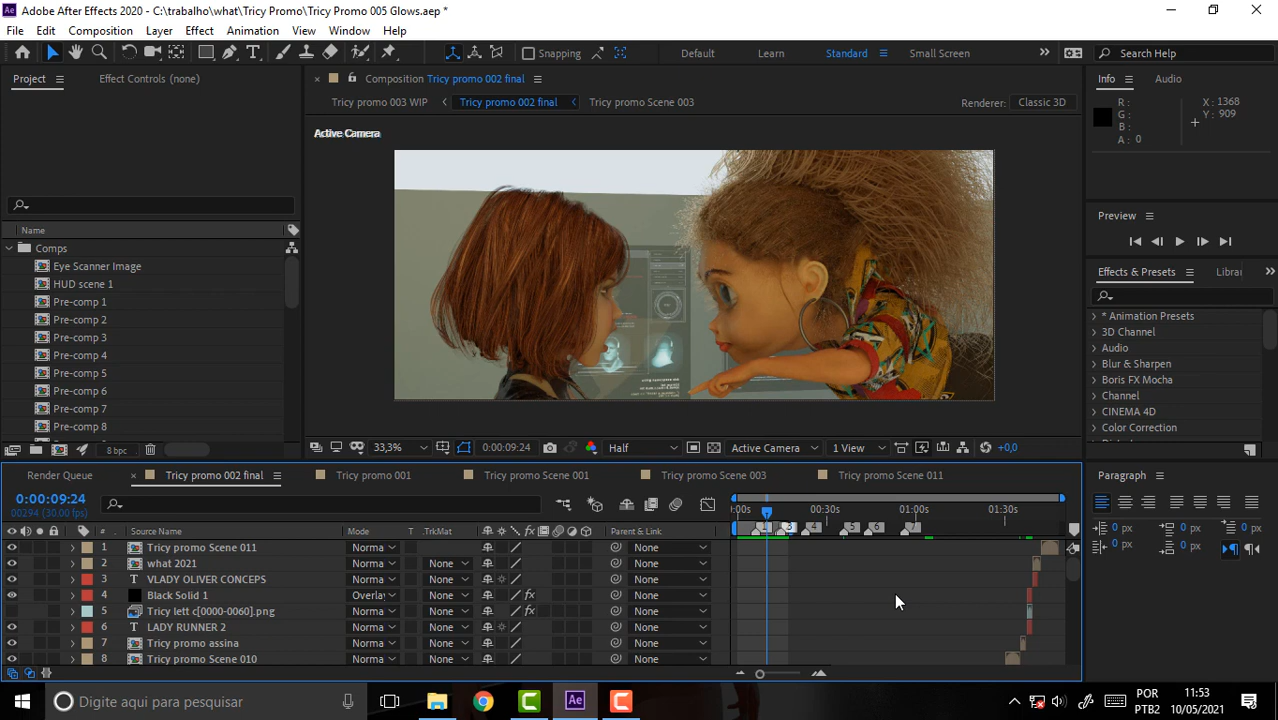 Ae Adobe After Effects 2020 - C:\trabalho\what\Tricy Promo\Tricy Promo 005 Glows.aep *
File Edit Composition Layer Effect Animation View Window Help
Snapping Default Learn Standard Small Screen Search Help
Project Effect Controls (none)
Composition Tricy promo 002 final
Info Audio
Tricy promo 003 WIP Tricy promo 002 final Tricy promo Scene 003 Renderer: Classic 3D
R : X : 1368
G : Y : 909
B :
A : 0
Active Camera
Preview
Name
Comps
Eye Scanner Image
HUD scene 1
Pre-comp 1
Pre-comp 2
Pre-comp 3
Pre-comp 4
Pre-comp 5
Pre-comp 6
Pre-comp 7
Pre-comp 8
8 bpc
Effects & Presets Librai
* Animation Presets
3D Channel
Audio
Blur & Sharpen
Boris FX Mocha
Channel
CINEMA 4D
Color Correction
33,3% 0:00:09:24 Half Active Camera 1 View +0,0
Render Queue Tricy promo 002 final Tricy promo 001 Tricy promo Scene 001 Tricy promo Scene 003 Tricy promo Scene 011
Paragraph
0:00:09:24
00294 (30.00 fps)
:00s 00:30s 01:00s 01:30s
# Source Name Mode T .TrkMat Parent & Link
2 3 4 5 6 7
0 px 0 px 0 px
0 px 0 px
1 Tricy promo Scene 011 Norma None
2 what 2021 Norma None None
3 T VLADY OLIVER CONCEPS Norma None None
4 Black Solid 1 Overlay None fx None
5 Tricy lett c[0000-0060].png Norma None fx None
6 T LADY RUNNER 2 Norma None None
7 Tricy promo assina Norma None None
8 Tricy promo Scene 010 Norma None None
Digite aqui para pesquisar
Ae
POR
PTB2
11:53
10/05/2021